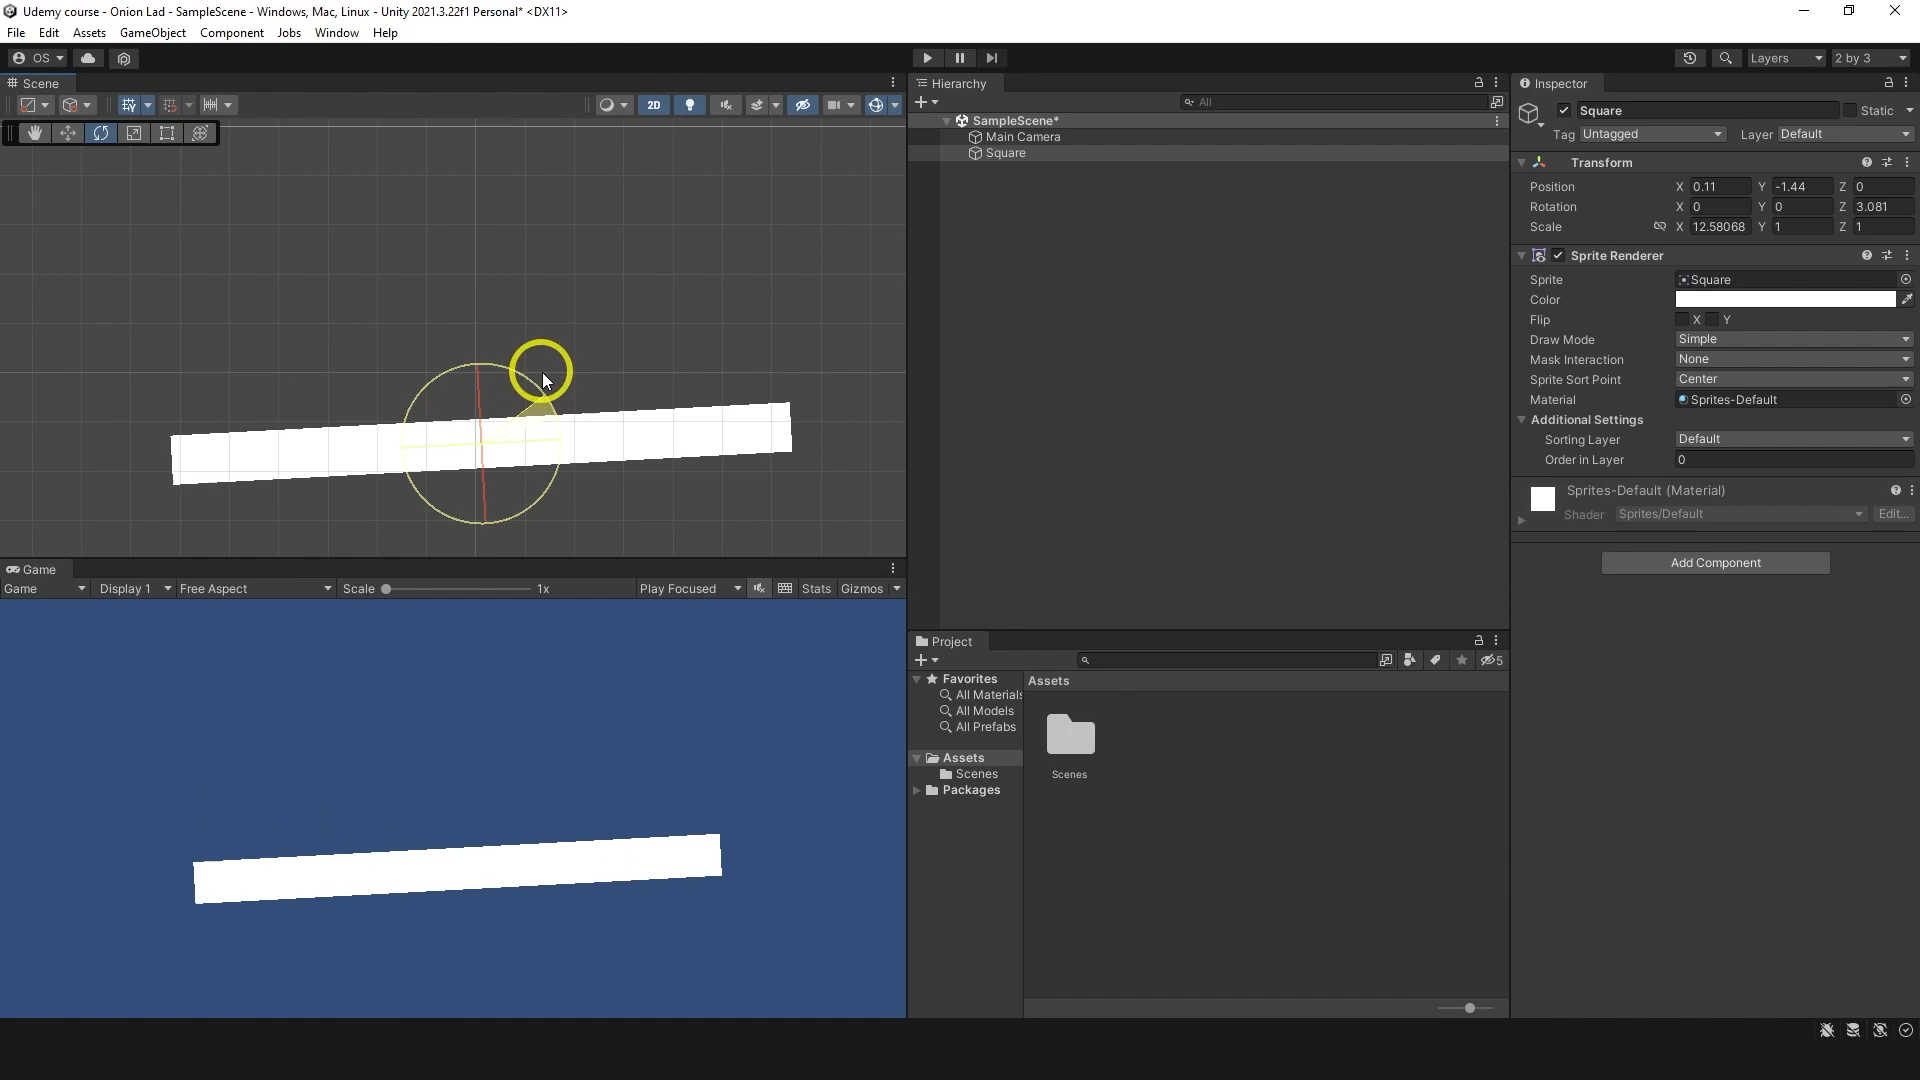 Udemy course - Onion Lad - SampleScene - Windows, Mac, Linux - Unity 2021.3.22f1 Personal* <DX11>
File Edit Assets GameObject Component Jobs Window Help
OS Layers 2 by 3
Scene
2D
Game
Game Display 1 Free Aspect Scale 1x Play Focused Stats Gizmos
Hierarchy
All
SampleScene*
Main Camera
Square
Project
5
Favorites
All Materials
All Models
All Prefabs
Assets
Scenes
Packages
Assets
Scenes
Inspector
Square Static
Tag Untagged Layer Default
Transform
Position X 0.11 Y -1.44 Z 0
Rotation X 0 Y 0 Z 3.081
Scale X 12.58068 Y 1 Z 1
Sprite Renderer
Sprite Square
Color
Flip X Y
Draw Mode Simple
Mask Interaction None
Sprite Sort Point Center
Material Sprites-Default
Additional Settings
Sorting Layer Default
Order in Layer 0
Sprites-Default (Material)
Shader Sprites/Default Edit...
Add Component